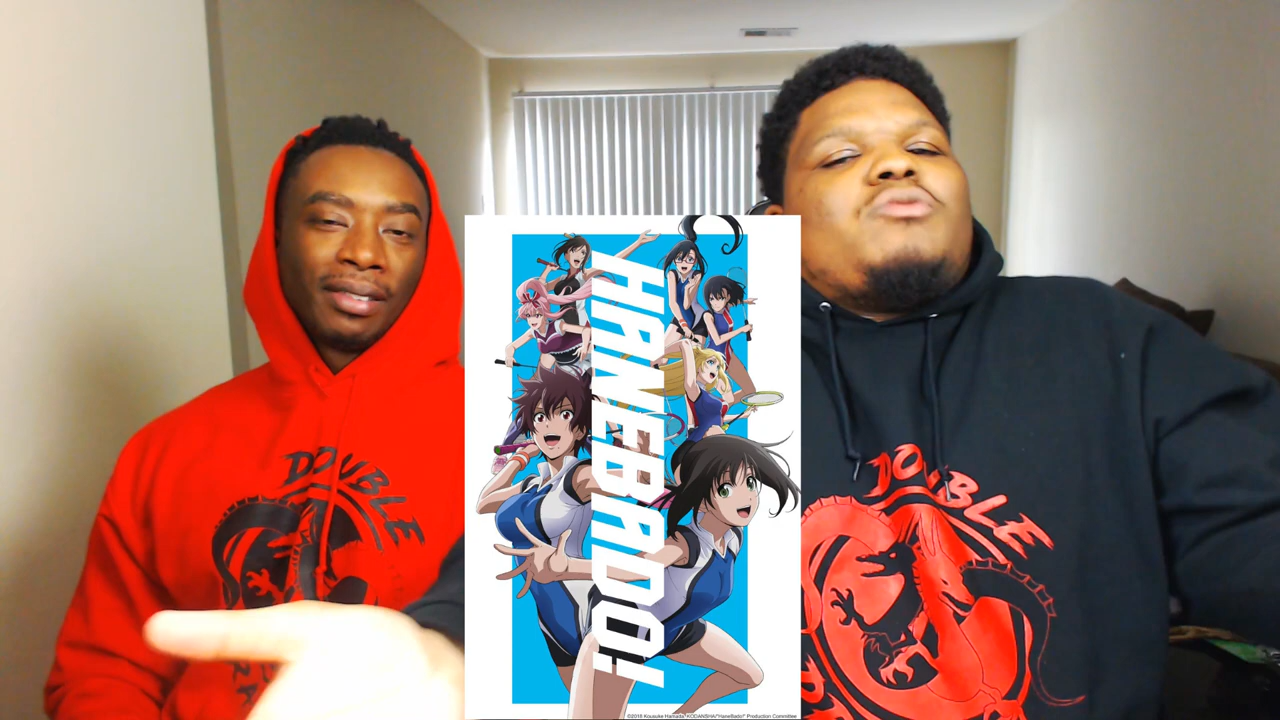 DOUBLE
HANEBADO!
DOUBLE
©2018 Kousuke Hamada, KODANSHA/"HaneBado!" Production Committee